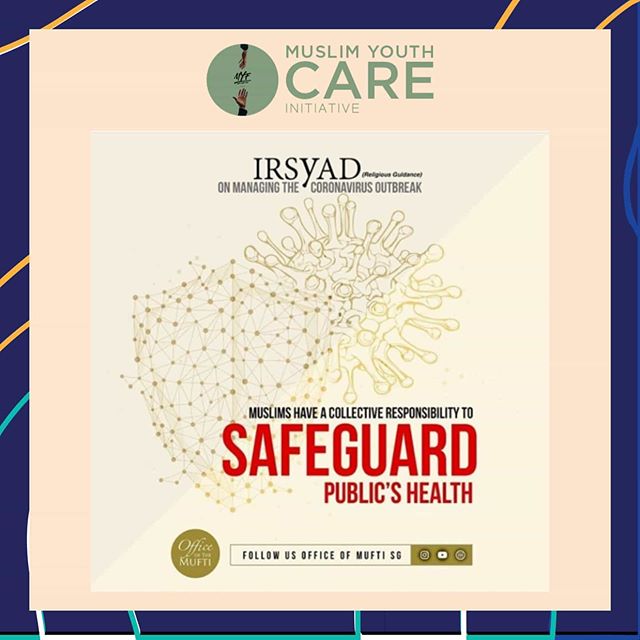 MYF
MUSLIM YOUTH
CARE
INITIATIVE
IRSYAD (Religious Guidance)
ON MANAGING THE CORONAVIRUS OUTBREAK
MUSLIMS HAVE A COLLECTIVE RESPONSIBILITY TO
SAFEGUARD
PUBLIC'S HEALTH
Office
OF THE
MUFTI
FOLLOW US OFFICE OF MUFTI SG